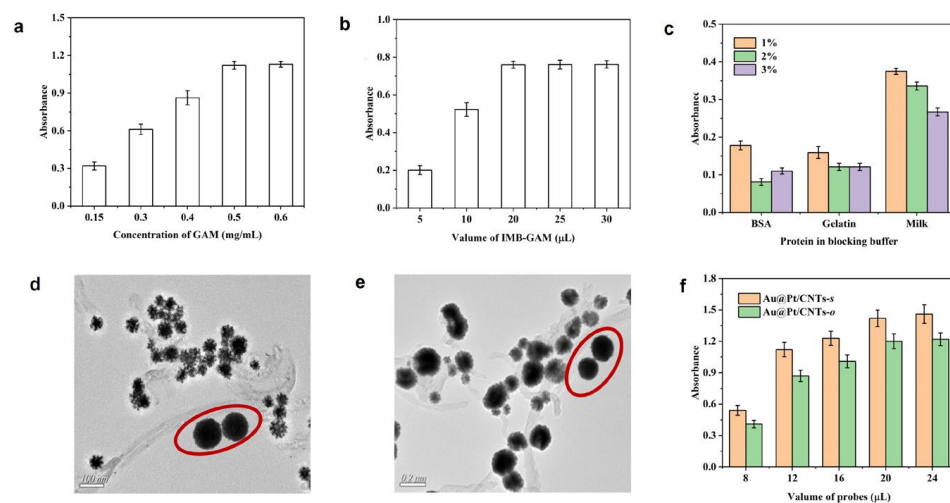 a
Absorbance
1.5
1.2
0.9
0.6
0.3
0.0
0.15 0.3 0.4 0.5 0.6
Concentration of GAM (mg/mL)
b
Absorbance
1.0
0.8
0.6
0.4
0.2
0.0
5 10 20 25 30
Valume of IMB-GAM (μL)
c
Absorbance
0.5
0.4
0.3
0.2
0.1
0.0
1%
2%
3%
BSA Gelatin Milk
Protein in blocking buffer
d
100 nm
e
0.2 μm
f
Absorbance
1.8
1.5
1.2
0.9
0.6
0.3
0.0
Au@Pt/CNTs-s
Au@Pt/CNTs-o
8 12 16 20 24
Valume of probes (μL)